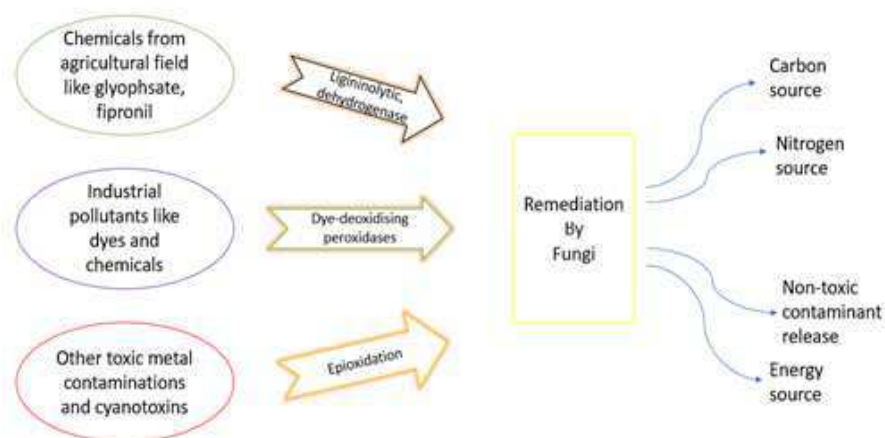 Chemicals from
agricultural field
like glyophsate,
fipronil
Ligininolytic,
dehydrogenase
Industrial
pollutants like
dyes and
chemicals
Dye-deoxidising
peroxidases
Other toxic metal
contaminations
and cyanotoxins
Epioxidation
Remediation
By
Fungi
Carbon
source
Nitrogen
source
Non-toxic
contaminant
release
Energy
source